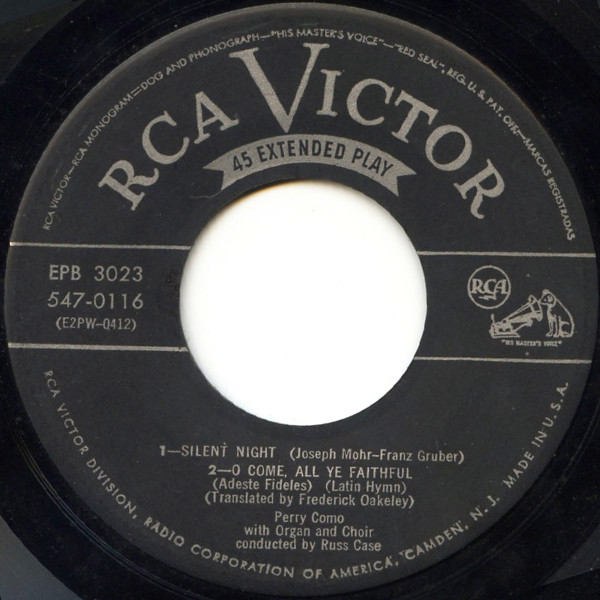 RCA VICTOR—RCA MONOGRAM—DOG AND PHONOGRAPH—"HIS MASTER'S VOICE"—"RED SEAL", REG. U. S. PAT. OFF.—MARCAS REGISTRADAS
RCA VICTOR
45 EXTENDED PLAY
EPB 3023
547-0116
(E2PW-0412)
RCA
"HIS MASTER'S VOICE"
1—SILENT NIGHT (Joseph Mohr-Franz Gruber)
2—O COME, ALL YE FAITHFUL
(Adeste Fideles) (Latin Hymn)
(Translated by Frederick Oakeley)
Perry Como
with Organ and Choir
conducted by Russ Case
RCA VICTOR DIVISION, RADIO CORPORATION OF AMERICA, CAMDEN, N. J. MADE IN U. S. A.